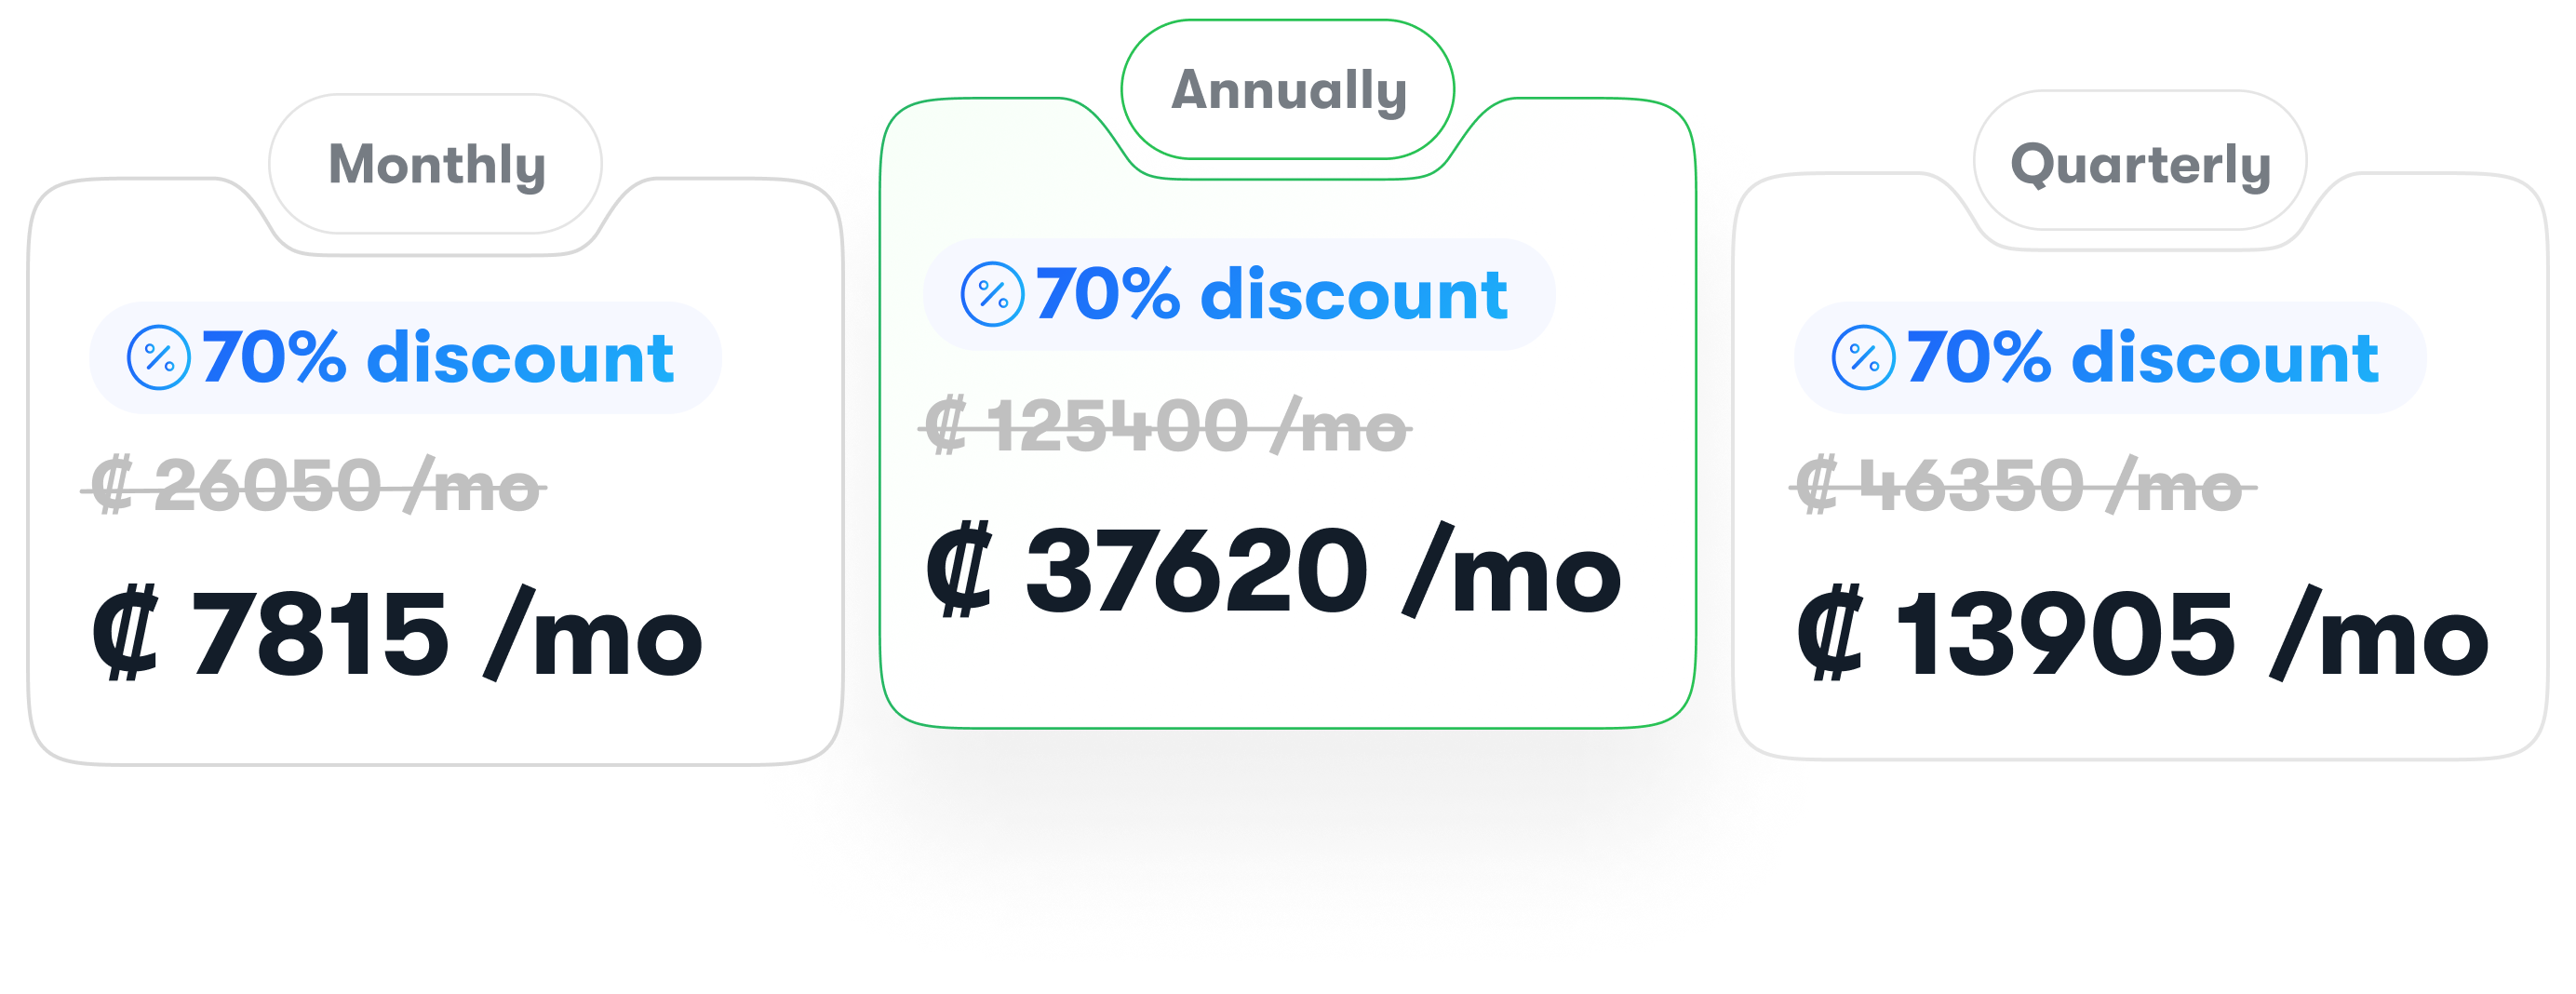 Monthly
70% discount
₡ 26050 /mo
₡ 7815 /mo
Annually
70% discount
₡ 125400 /mo
₡ 37620 /mo
Quarterly
70% discount
₡ 46350 /mo
₡ 13905 /mo